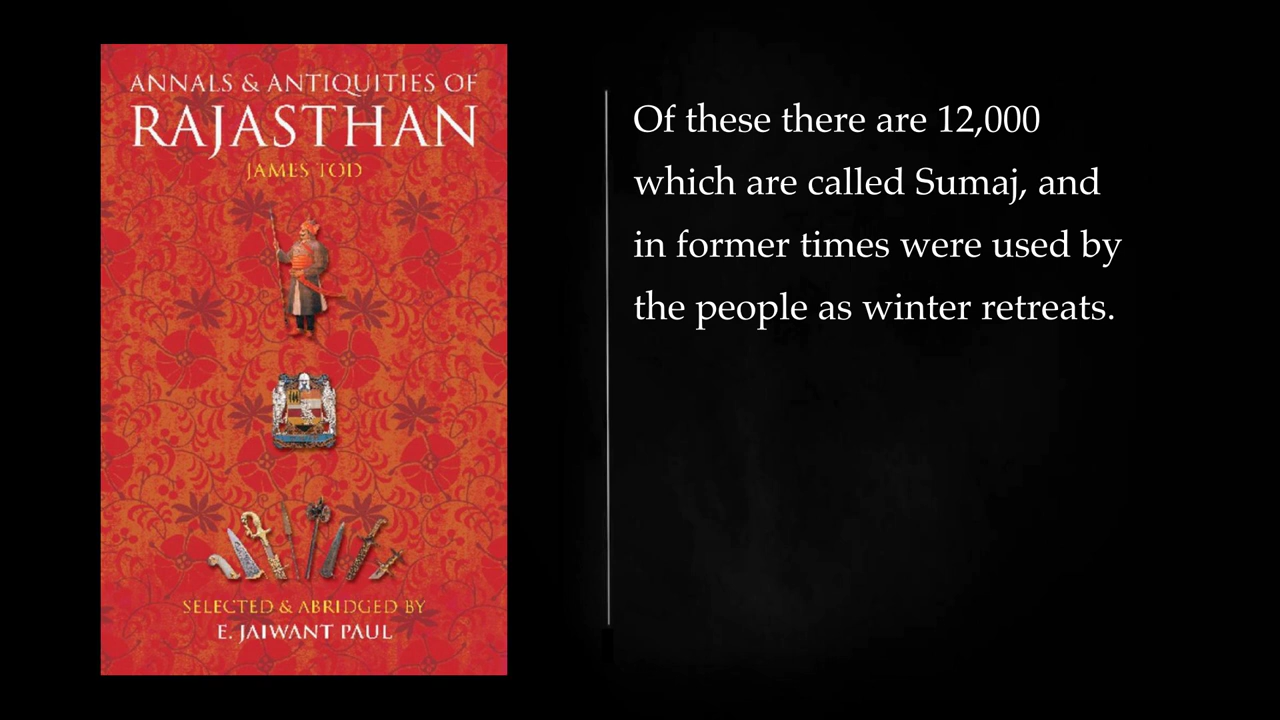 ANNALS & ANTIQUITIES OF
RAJASTHAN
JAMES TOD
SELECTED & ABRIDGED BY
E. JAIWANT PAUL
Of these there are 12,000
which are called Sumaj, and
in former times were used by
the people as winter retreats.